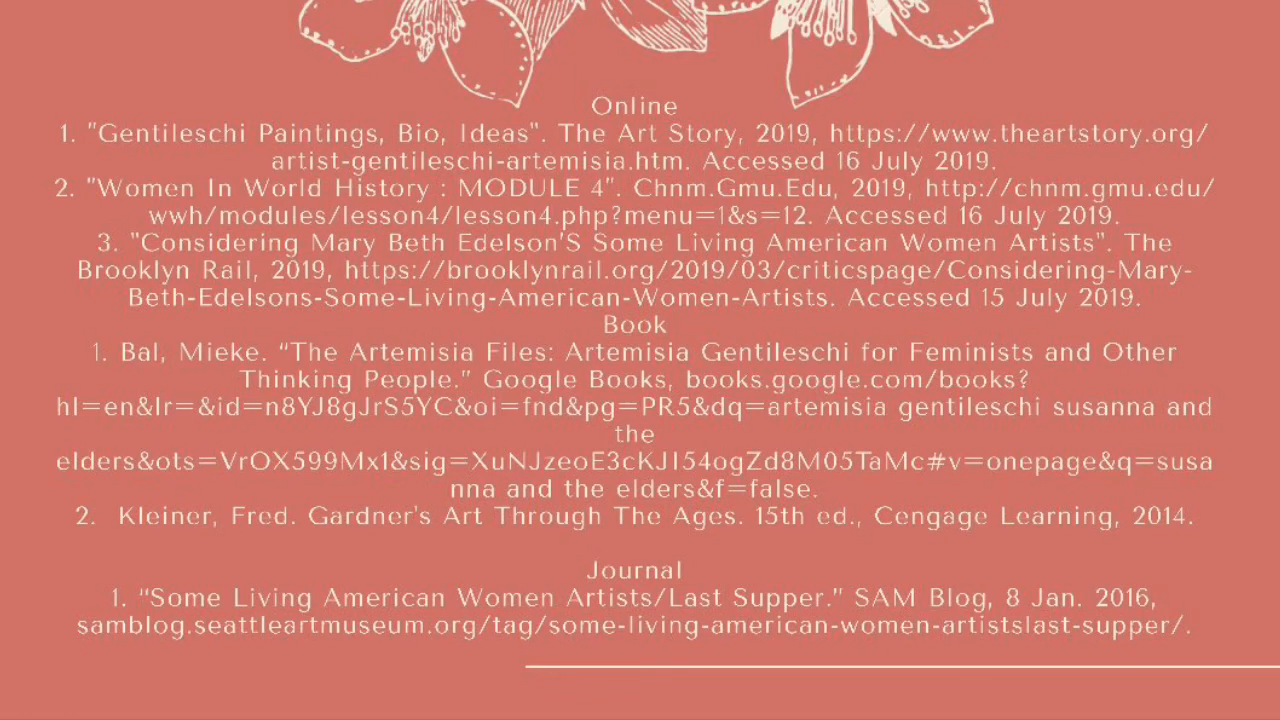 Online
1. "Gentileschi Paintings, Bio, Ideas". The Art Story, 2019, https://www.theartstory.org/
artist-gentileschi-artemisia.htm. Accessed 16 July 2019.
2. "Women In World History : MODULE 4". Chnm.Gmu.Edu, 2019, http://chnm.gmu.edu/
wwh/modules/lesson4/lesson4.php?menu=1&s=12. Accessed 16 July 2019.
3. "Considering Mary Beth Edelson'S Some Living American Women Artists". The
Brooklyn Rail, 2019, https://brooklynrail.org/2019/03/criticspage/Considering-Mary-
Beth-Edelsons-Some-Living-American-Women-Artists. Accessed 15 July 2019.
Book
1. Bal, Mieke. “The Artemisia Files: Artemisia Gentileschi for Feminists and Other
Thinking People.” Google Books, books.google.com/books?
hl=en&lr=&id=n8YJ8gJrS5YC&oi=fnd&pg=PR5&dq=artemisia gentileschi susanna and
the
elders&ots=VrOX599Mx1&sig=XuNJzeoE3cKJI54ogZd8M05TaMc#v=onepage&q=susa
nna and the elders&f=false.
2.  Kleiner, Fred. Gardner's Art Through The Ages. 15th ed., Cengage Learning, 2014.
Journal
1. “Some Living American Women Artists/Last Supper.” SAM Blog, 8 Jan. 2016,
samblog.seattleartmuseum.org/tag/some-living-american-women-artistslast-supper/.